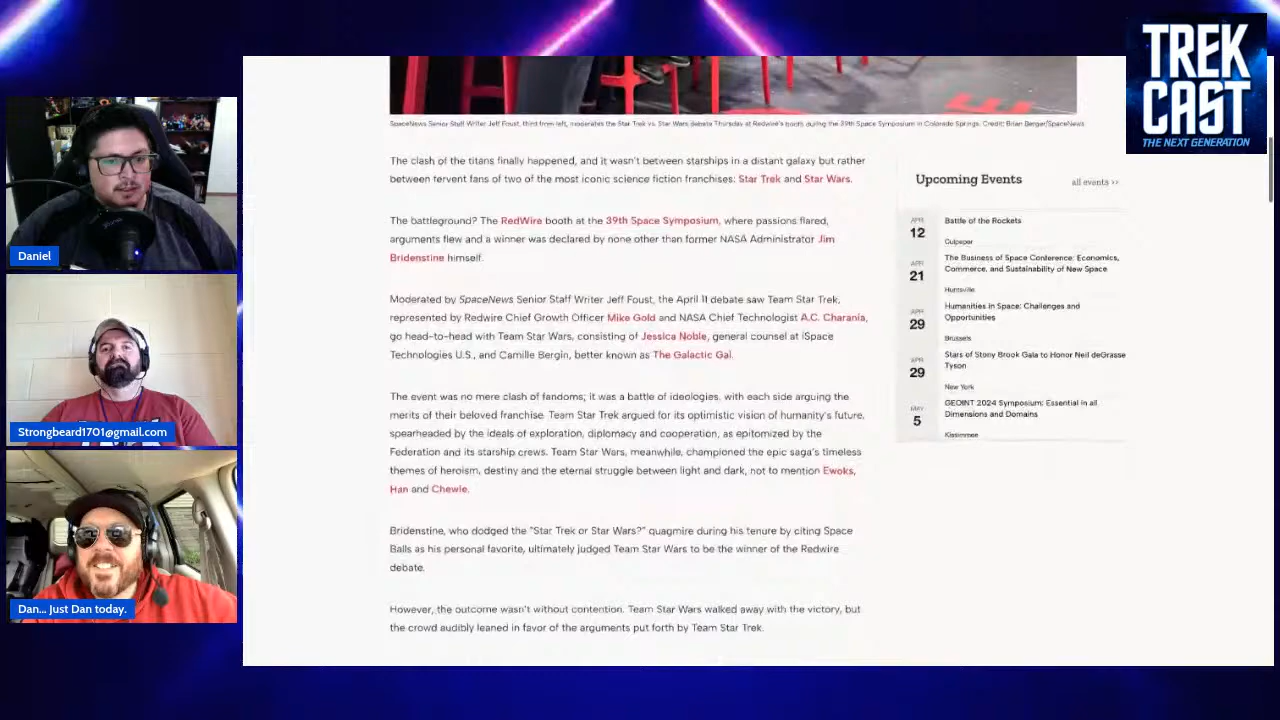 TREK
CAST
THE NEXT GENERATION
SpaceNews Senior Staff Writer Jeff Foust, third from left, moderates the Star Trek vs. Star Wars debate Thursday at Redwire's booth during the 39th Space Symposium in Colorado Springs. Credit: Brian Berger/SpaceNews
The clash of the titans finally happened, and it wasn't between starships in a distant galaxy but rather
between fervent fans of two of the most iconic science fiction franchises: Star Trek and Star Wars.
The battleground? The RedWire booth at the 39th Space Symposium, where passions flared,
arguments flew and a winner was declared by none other then former NASA Administrator Jim
Bridenstine himself.
Moderated by SpaceNews Senior Staff Writer Jeff Foust, the April 11 debate saw Team Star Trek,
represented by Redwire Chief Growth Officer Mike Gold and NASA Chief Technologist A.C. Charania,
go head-to-head with Team Star Wars, consisting of Jessica Noble, general counsel at iSpace
Technologies U.S., and Camille Bergin, better known as The Galactic Gal.
The event was no mere clash of fandoms; it was a battle of ideologies, with each side arguing the
merits of their beloved franchise. Team Star Trek argued for its optimistic vision of humanity's future,
spearheaded by the ideals of exploration, diplomacy and cooperation, as epitomized by the
Federation and its starship crews. Team Star Wars, meanwhile, championed the epic saga's timeless
themes of heroism, destiny and the eternal struggle between light and dark, not to mention Ewoks,
Han and Chewie.
Bridenstine, who dodged the "Star Trek or Star Wars?" quagmire during his tenure by citing Space
Balls as his personal favorite, ultimately judged Team Star Wars to be the winner of the Redwire
debate.
However, the outcome wasn't without contention. Team Star Wars walked away with the victory, but
the crowd audibly leaned in favor of the arguments put forth by Team Star Trek.
Upcoming Events
all events >>
APR
12
Battle of the Rockets
Culpeper
APR
21
The Business of Space Conference: Economics,
Commerce, and Sustainability of New Space
Huntsville
APR
29
Humanities in Space: Challenges and
Opportunities
Brussels
APR
29
Stars of Stony Brook Gala to Honor Neil deGrasse
Tyson
New York
MAY
5
GEOINT 2024 Symposium: Essential in all
Dimensions and Domains
Kissimmee
Daniel
Strongbeard1701@gmail.com
Dan... Just Dan today.